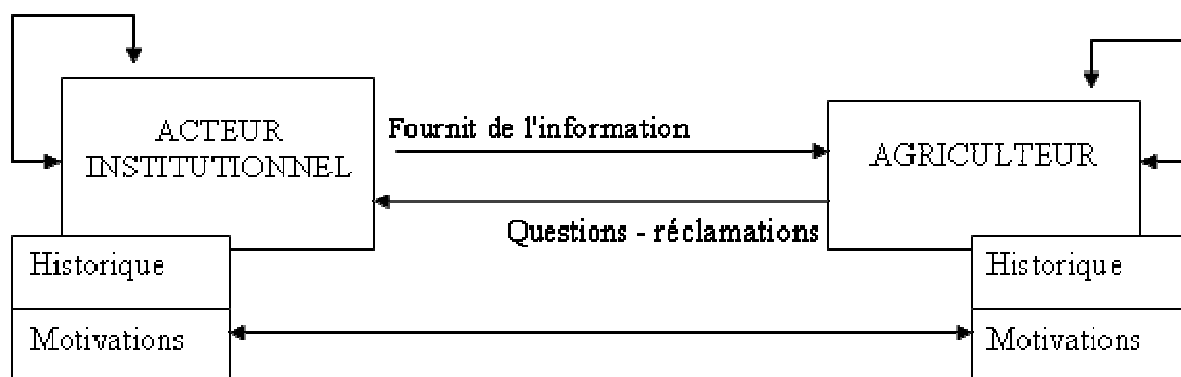 ACTEUR
INSTITUTIONNEL
Fournit de l'information
AGRICULTEUR
Questions - réclamations
Historique
Motivations
Historique
Motivations